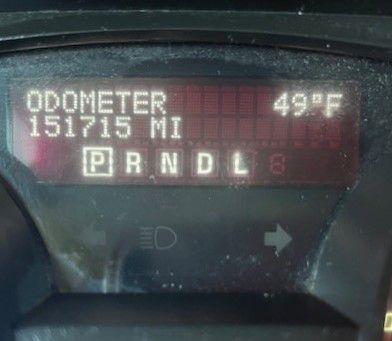 ODOMETER 49°F
151715 MI
P R N D L